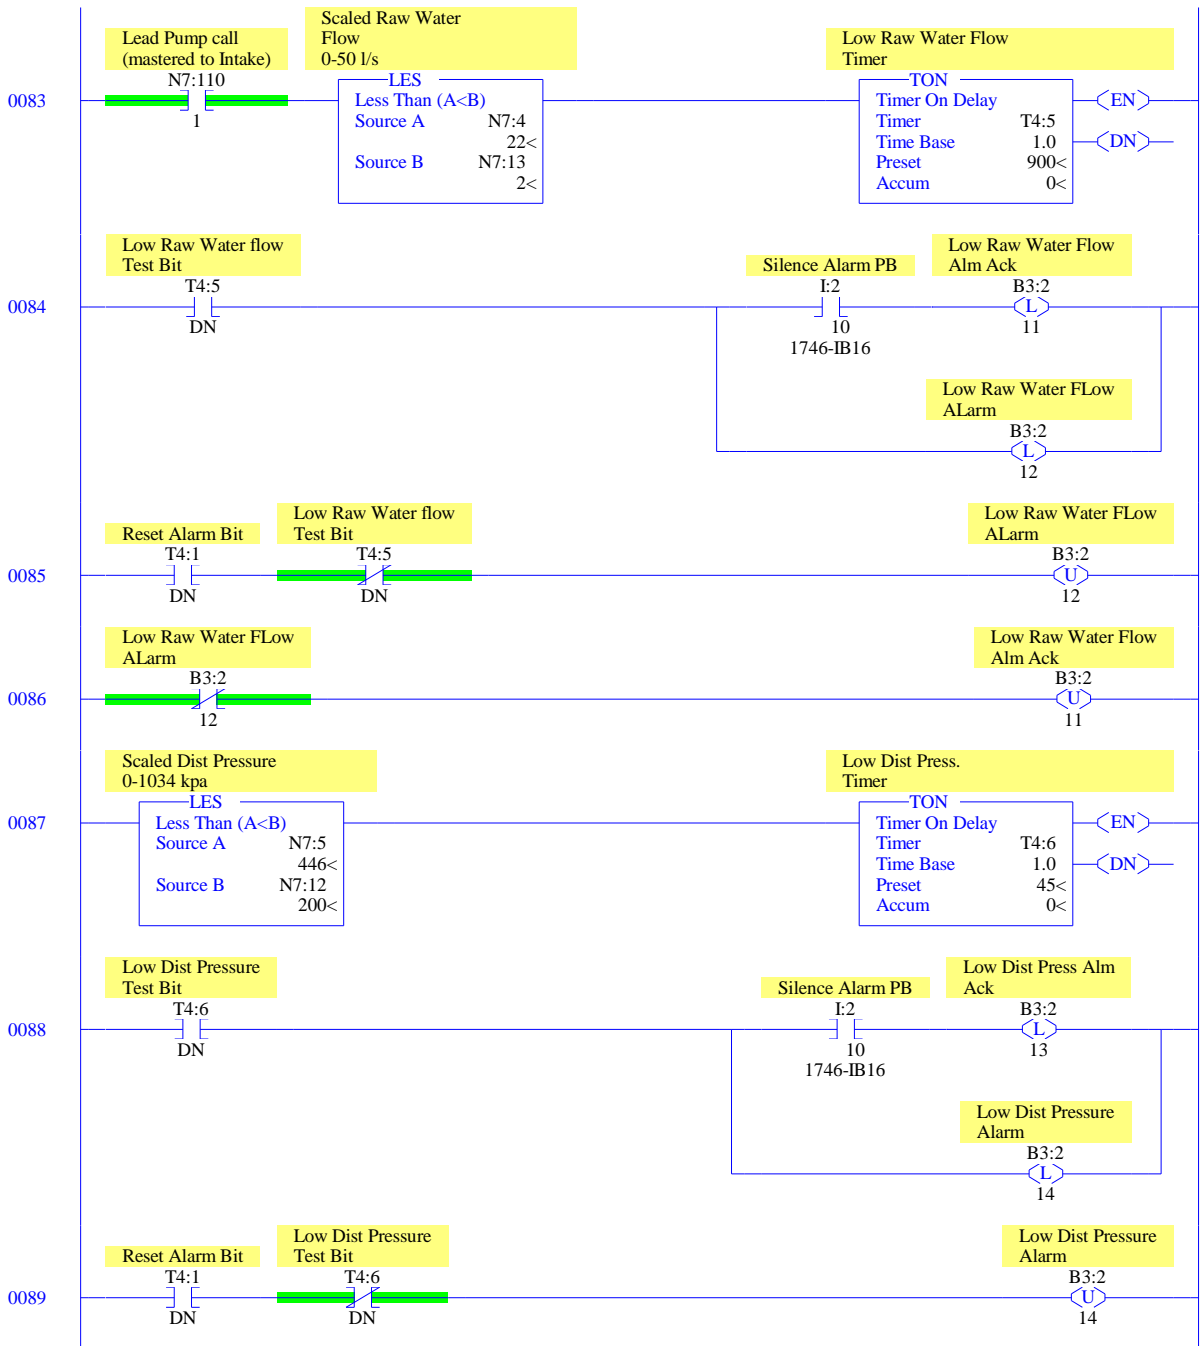 Lead Pump call
(mastered to Intake)
N7:110
1
Scaled Raw Water
Flow
0-50 l/s
LES
Less Than (A<B)
Source A N7:4
22<
Source B N7:13
2<
Low Raw Water Flow
Timer
TON
Timer On Delay
Timer T4:5
Time Base 1.0
Preset 900<
Accum 0<
EN
DN
0083
Low Raw Water flow
Test Bit
T4:5
DN
Silence Alarm PB
I:2
10
1746-IB16
Low Raw Water Flow
Alm Ack
B3:2
L
11
0084
Low Raw Water FLow
ALarm
B3:2
L
12
Reset Alarm Bit
T4:1
DN
Low Raw Water flow
Test Bit
T4:5
DN
Low Raw Water FLow
ALarm
B3:2
U
12
0085
Low Raw Water FLow
ALarm
B3:2
12
Low Raw Water Flow
Alm Ack
B3:2
U
11
0086
Scaled Dist Pressure
0-1034 kpa
LES
Less Than (A<B)
Source A N7:5
446<
Source B N7:12
200<
Low Dist Press.
Timer
TON
Timer On Delay
Timer T4:6
Time Base 1.0
Preset 45<
Accum 0<
EN
DN
0087
Low Dist Pressure
Test Bit
T4:6
DN
Silence Alarm PB
I:2
10
1746-IB16
Low Dist Press Alm
Ack
B3:2
L
13
0088
Low Dist Pressure
Alarm
B3:2
L
14
Reset Alarm Bit
T4:1
DN
Low Dist Pressure
Test Bit
T4:6
DN
Low Dist Pressure
Alarm
B3:2
U
14
0089